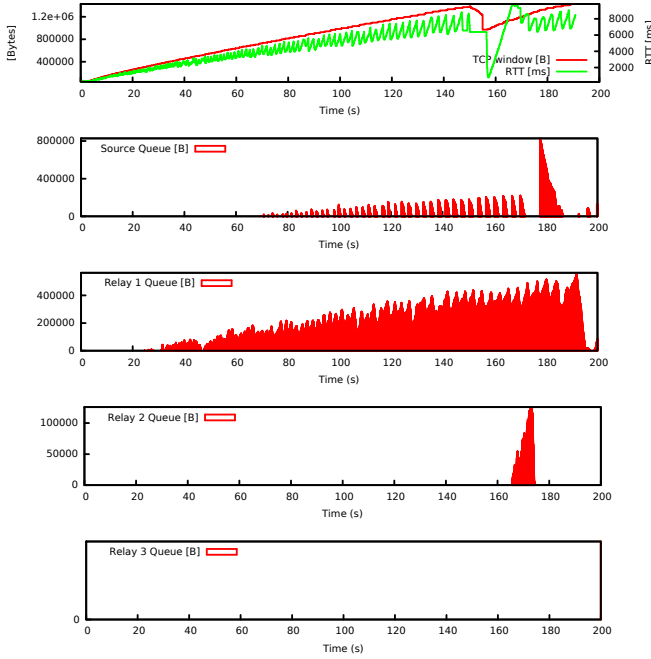 [Bytes]
1.2e+06
800000
400000
8000
6000
4000
2000
RTT [ms]
TCP window [B]
RTT [ms]
0 20 40 60 80 100 120 140 160 180 200
Time (s)
Source Queue [B]
800000
400000
0
0 20 40 60 80 100 120 140 160 180 200
Time (s)
Relay 1 Queue [B]
400000
200000
0
0 20 40 60 80 100 120 140 160 180 200
Time (s)
Relay 2 Queue [B]
100000
50000
0
0 20 40 60 80 100 120 140 160 180 200
Time (s)
Relay 3 Queue [B]
0
0 20 40 60 80 100 120 140 160 180 200
Time (s)